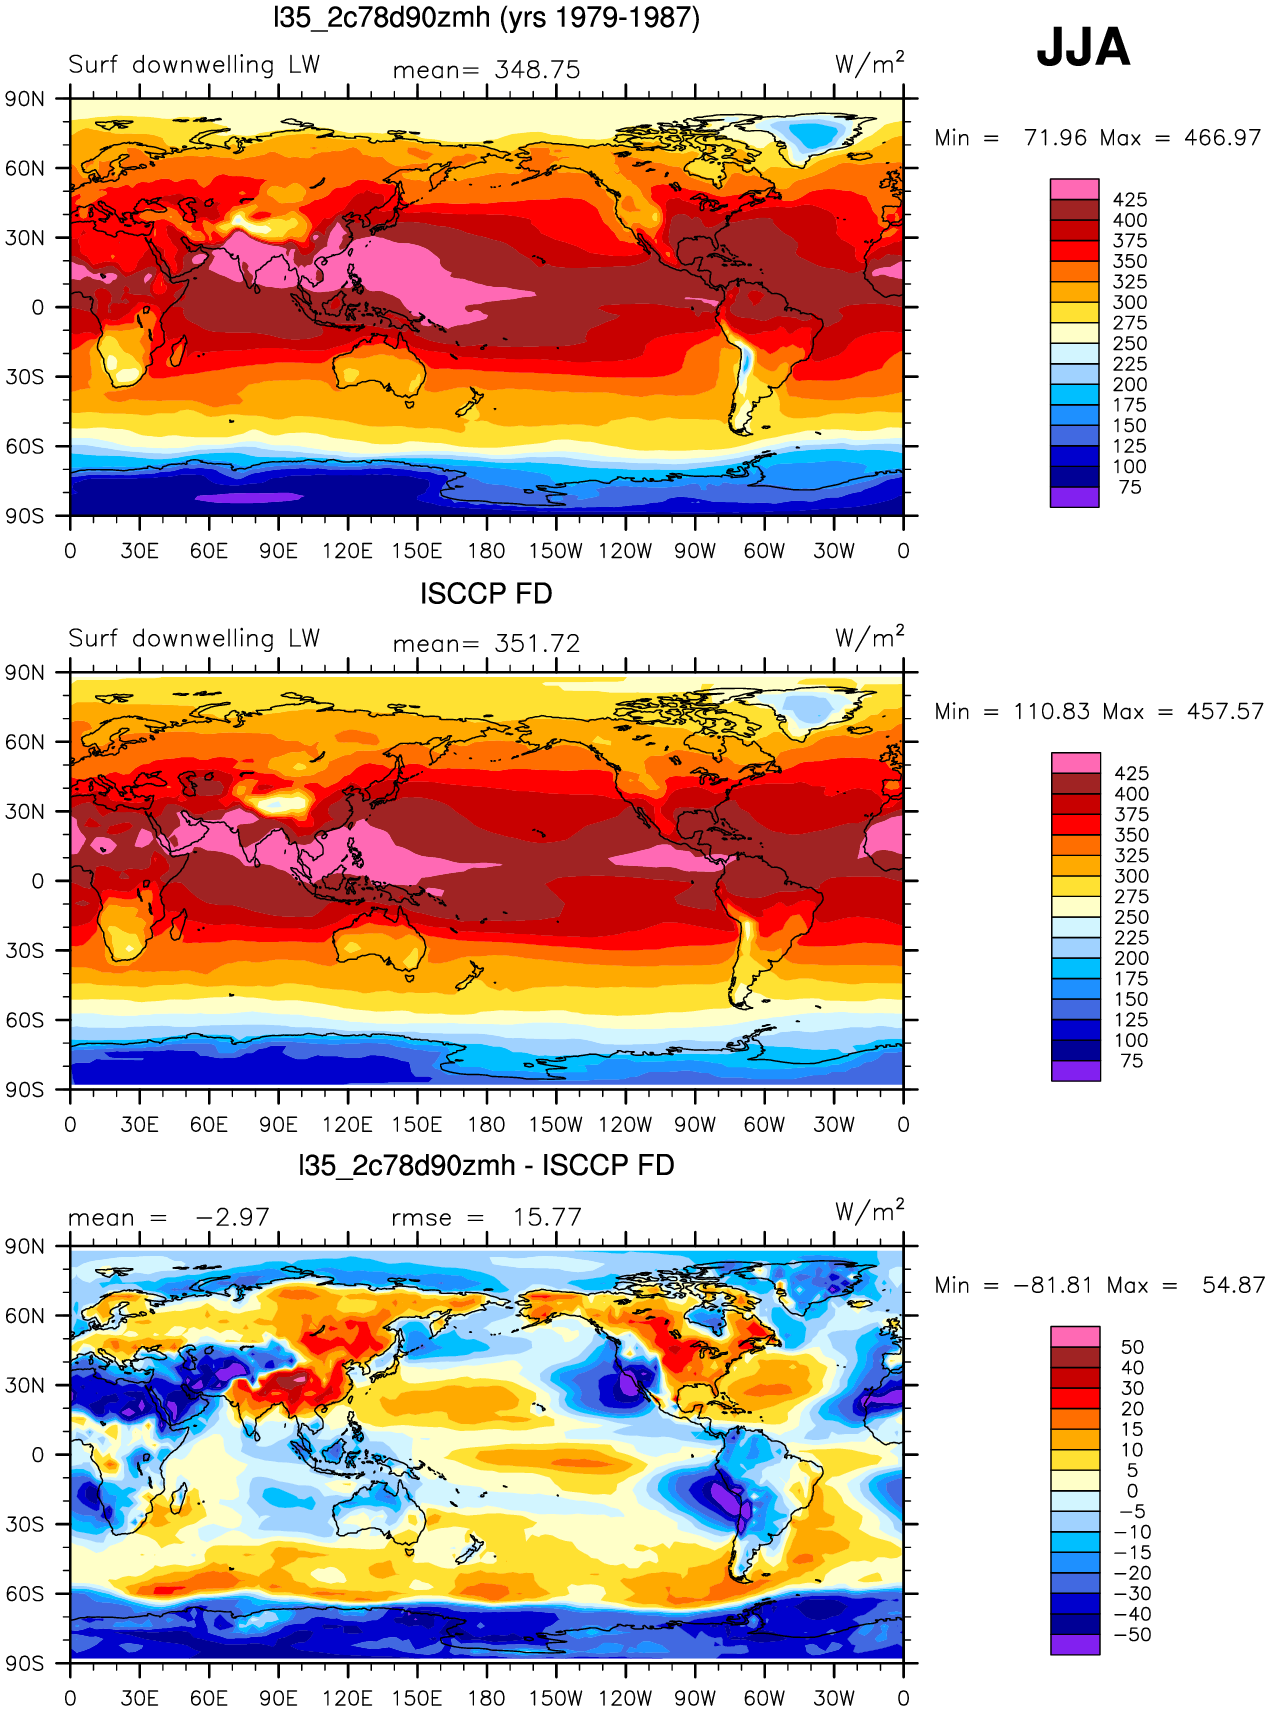 l35_2c78d90zmh (yrs 1979-1987)
JJA
Surf downwelling LW mean= 348.75 W/m²
Min = 71.96 Max = 466.97
90N
60N
30N
0
30S
60S
90S
0 30E 60E 90E 120E 150E 180 150W 120W 90W 60W 30W 0
425
400
375
350
325
300
275
250
225
200
175
150
125
100
75
ISCCP FD
Surf downwelling LW mean= 351.72 W/m²
Min = 110.83 Max = 457.57
90N
60N
30N
0
30S
60S
90S
0 30E 60E 90E 120E 150E 180 150W 120W 90W 60W 30W 0
425
400
375
350
325
300
275
250
225
200
175
150
125
100
75
l35_2c78d90zmh - ISCCP FD
mean = −2.97 rmse = 15.77 W/m²
Min = −81.81 Max = 54.87
90N
60N
30N
0
30S
60S
90S
0 30E 60E 90E 120E 150E 180 150W 120W 90W 60W 30W 0
50
40
30
20
15
10
5
0
−5
−10
−15
−20
−30
−40
−50